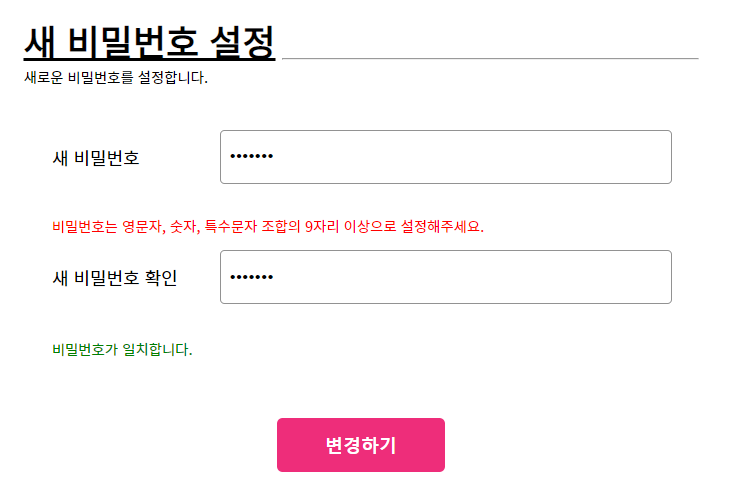 새 비밀번호 설정
새로운 비밀번호를 설정합니다.
새 비밀번호 •••••••
비밀번호는 영문자, 숫자, 특수문자 조합의 9자리 이상으로 설정해주세요.
새 비밀번호 확인 •••••••
비밀번호가 일치합니다.
변경하기